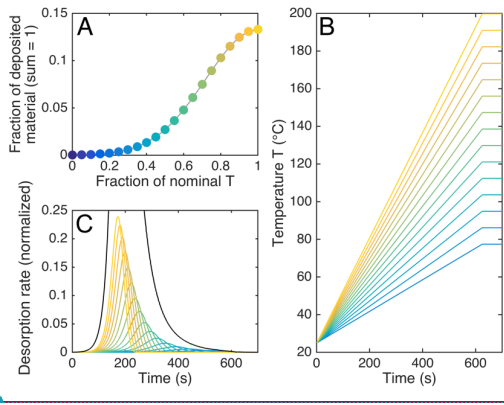 A
Fraction of deposited
material (sum = 1)
0.15
0.1
0.05
0
0 0.2 0.4 0.6 0.8 1
Fraction of nominal T
B
Temperature T (°C)
200
180
160
140
120
100
80
60
40
20
0 200 400 600
Time (s)
C
Desorption rate (normalized)
0.25
0.2
0.15
0.1
0.05
0
0 200 400 600
Time (s)